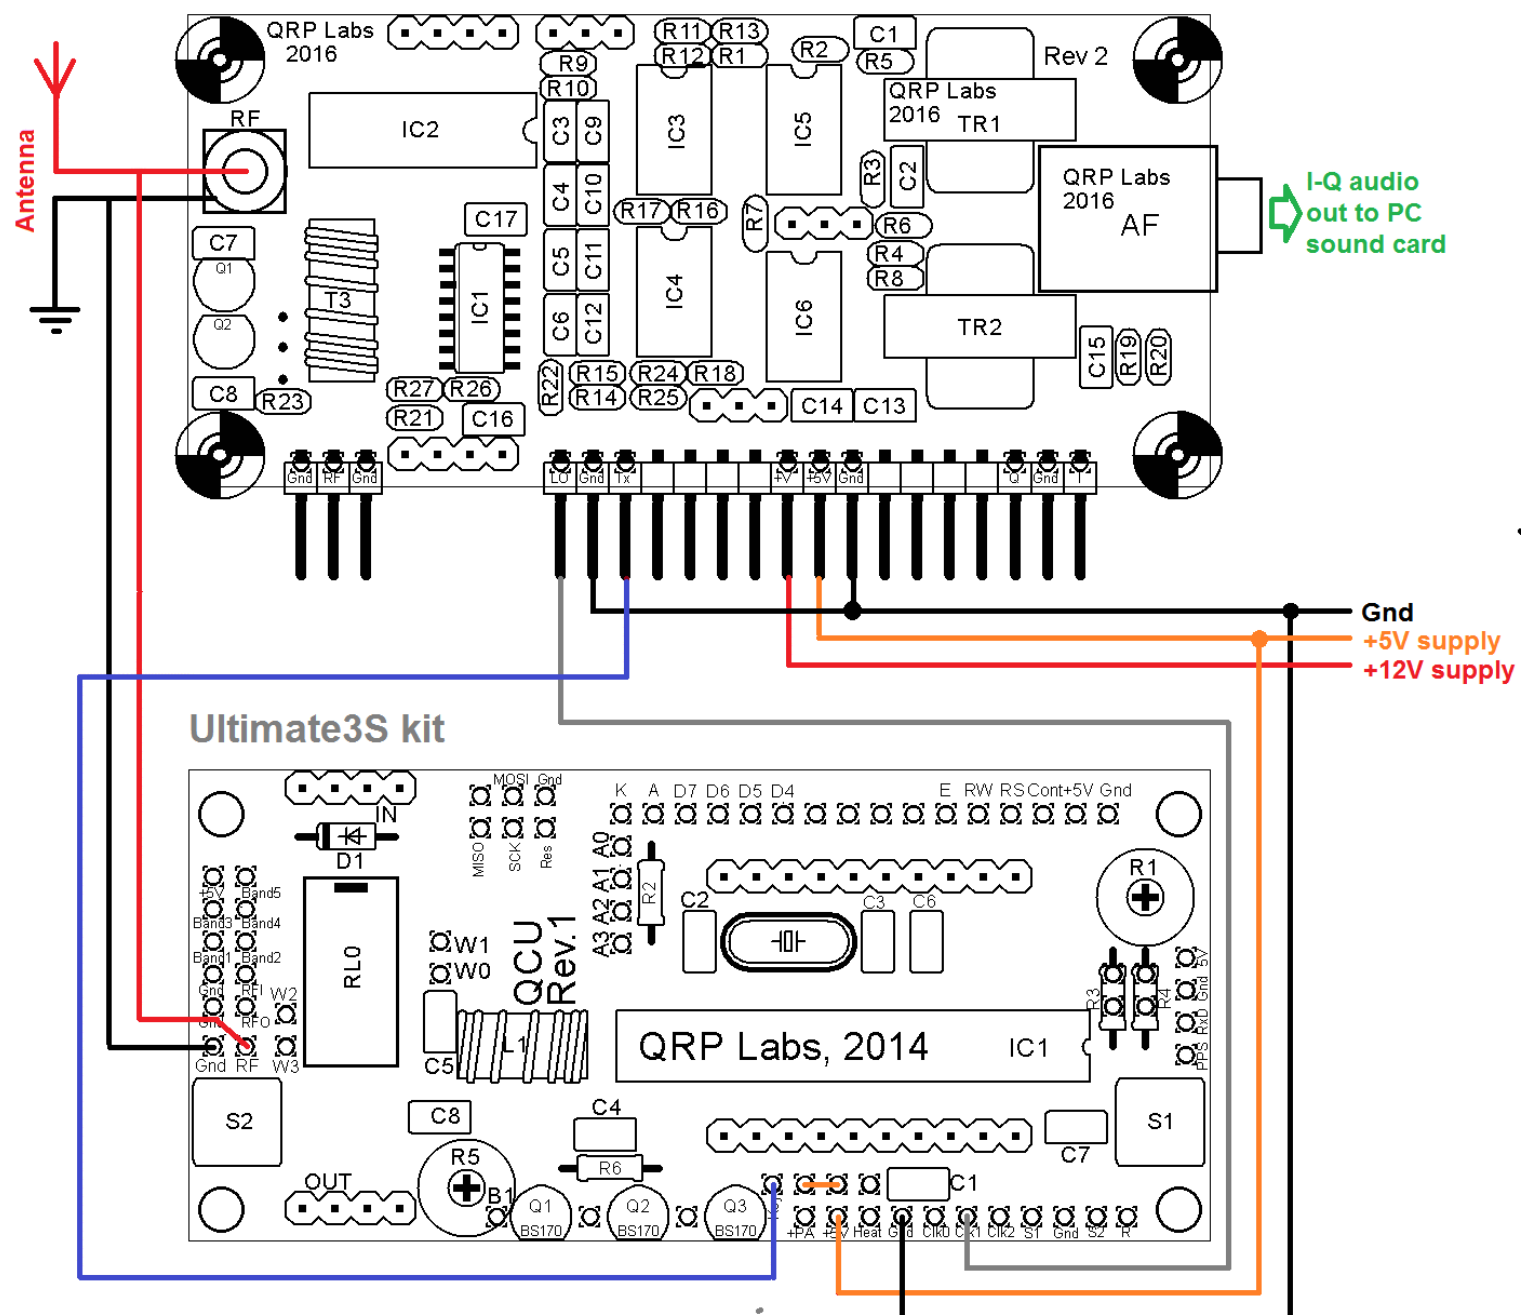 QRP Labs
2016
R11
R13
R12
R1
R9
R10
R2
C1
R5
Rev 2
RF
IC2
C3
C9
IC3
IC5
QRP Labs
2016
TR1
Antenna
C4
C10
R3
C2
QRP Labs
2016
AF
I-Q audio
out to PC
sound card
C17
R17
R16
R7
R6
C7
Q1
T3
IC1
C5
C11
IC4
IC6
R4
R8
Q2
C6
C12
TR2
C15
R19
R20
C8
R23
R27
R26
R21
C16
R22
R15
R14
R24
R25
R18
C14
C13
Gnd
RF
Gnd
LO
Gnd
Tx
+V
+5V
Gnd
Q
Gnd
I
Gnd
+5V supply
+12V supply
Ultimate3S kit
IN
D1
MOSI
Gnd
MISO
SCK
Res
K
A
D7
D6
D5
D4
E
RW
RS
Cont
+5V
Gnd
A0
A1
A2
A3
R2
R1
+5V
Band5
Band3
Band4
Band1
Band2
Gnd
RFI
Gnd
RFO
Gnd
RF
W2
W3
RL0
W1
W0
QCU
Rev.1
C2
C3
C6
5V
Gnd
RxD
PPS
R3
R4
C5
L1
QRP Labs, 2014
IC1
S2
C8
C4
R6
C7
S1
OUT
R5
B1
Q1
BS170
Q2
BS170
Q3
BS170
C1
+PA
+5V
Heat
Gnd
Clk0
Clk1
Clk2
S1
Gnd
S2
R